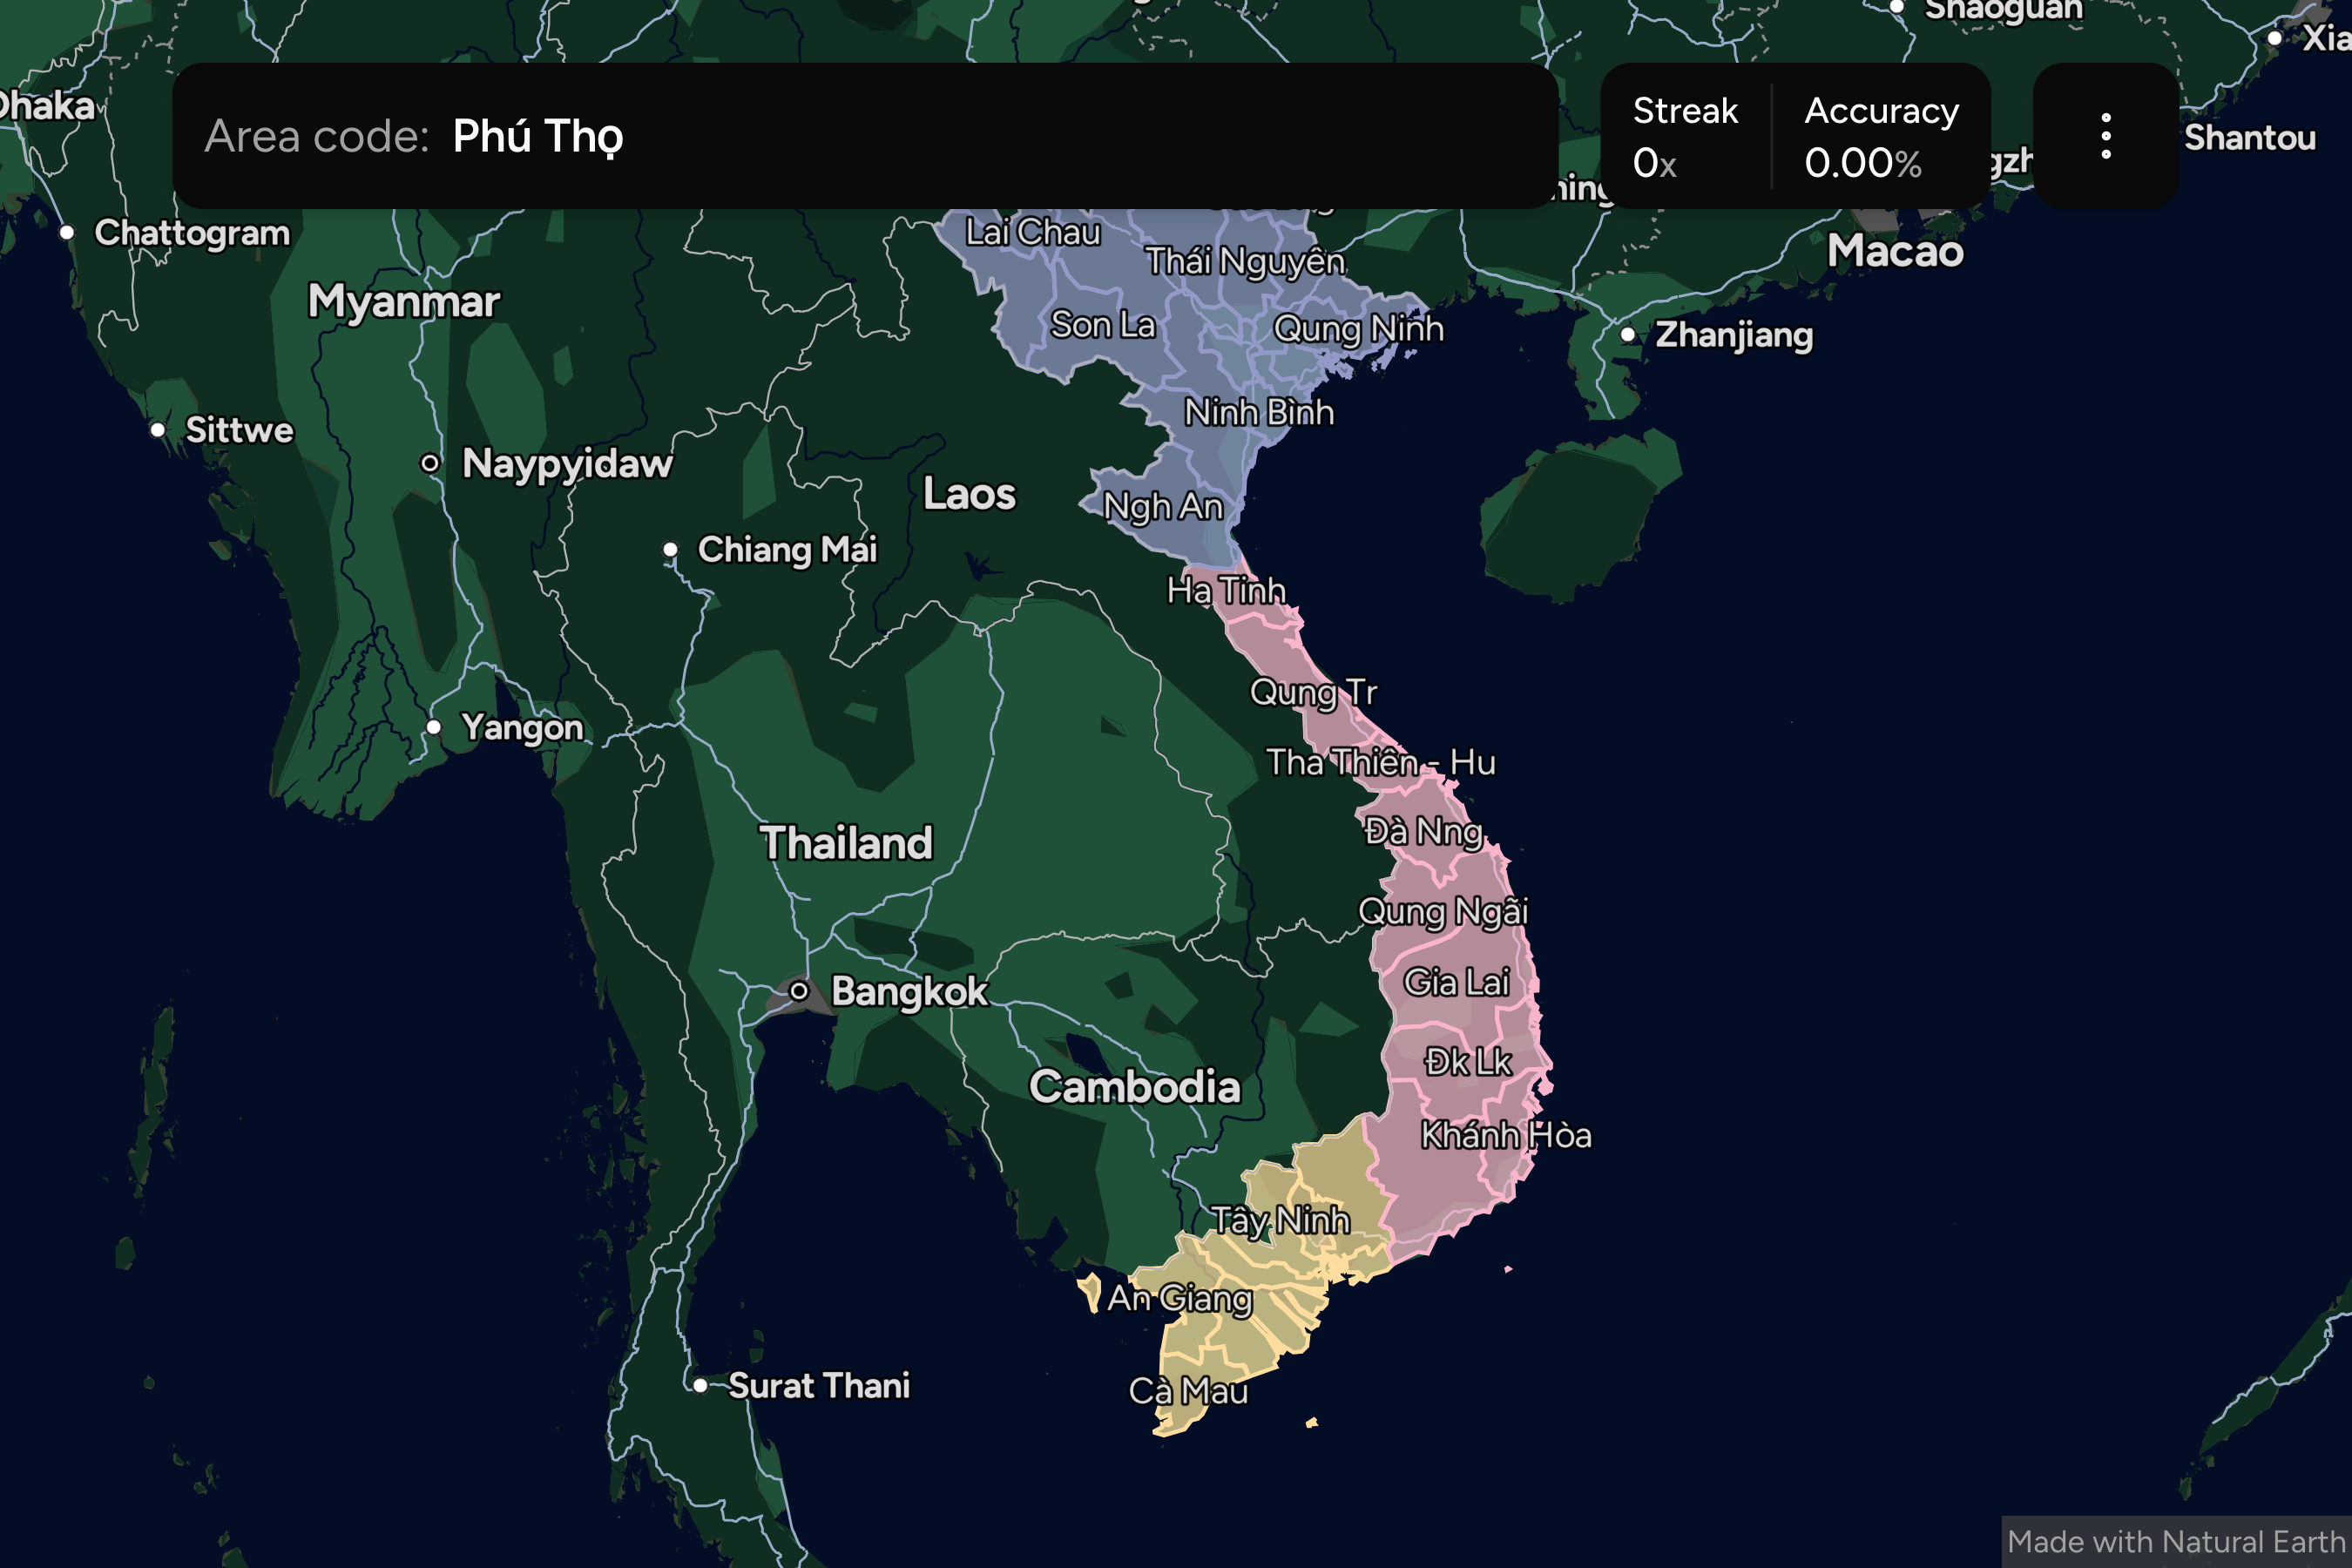 Shaoguan
Xia
Dhaka
Area code: Phú Thọ
Streak
0x
Accuracy
0.00%
Shantou
Chattogram
Lai Chau
Thái Nguyên
Macao
Myanmar
Son La
Qung Ninh
Zhanjiang
Ninh Bình
Sittwe
Naypyidaw
Laos
Ngh An
Chiang Mai
Ha Tinh
Qung Tr
Yangon
Tha Thiên - Hu
Đà Nng
Thailand
Qung Ngãi
Gia Lai
Bangkok
Đk Lk
Cambodia
Khánh Hòa
Tây Ninh
An Giang
Surat Thani
Cà Mau
Made with Natural Earth